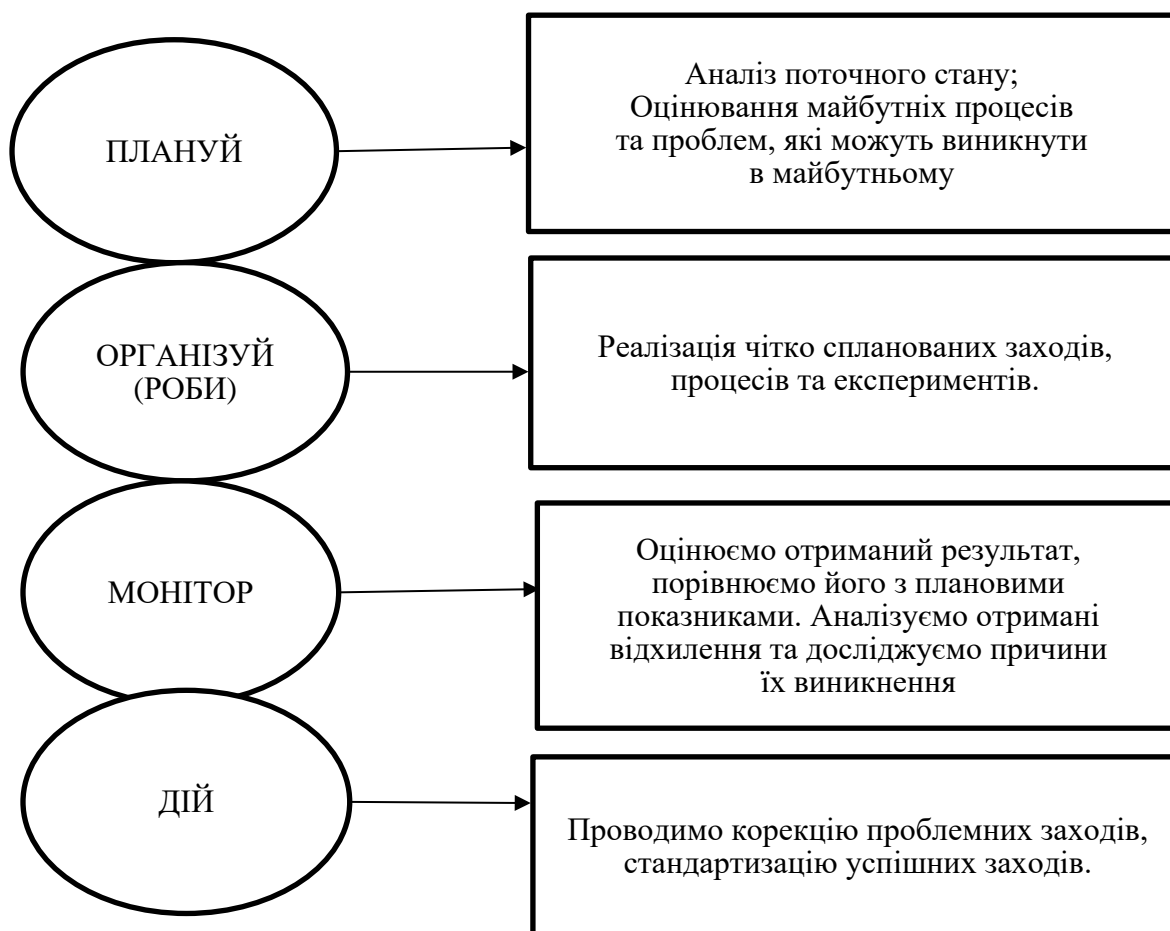 ПЛАНУЙ
Аналіз поточного стану;
Оцінювання майбутніх процесів
та проблем, які можуть виникнути
в майбутньому
ОРГАНІЗУЙ
(РОБИ)
Реалізація чітко спланованих заходів,
процесів та експериментів.
МОНІТОР
Оцінюємо отриманий результат,
порівнюємо його з плановими
показниками. Аналізуємо отримані
відхилення та досліджуємо причини
їх виникнення
ДІЙ
Проводимо корекцію проблемних заходів,
стандартизацію успішних заходів.